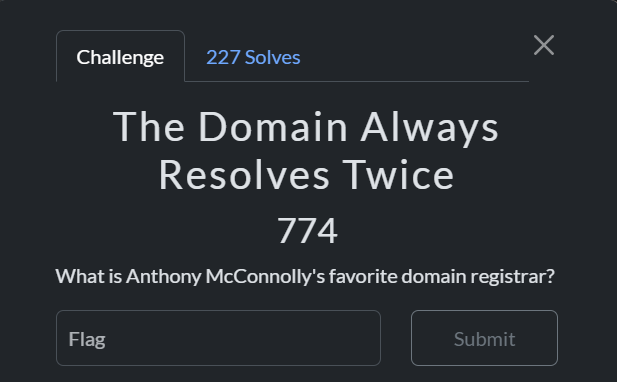 Challenge
227 Solves
The Domain Always
Resolves Twice
774
What is Anthony McConnolly's favorite domain registrar?
Flag
Submit